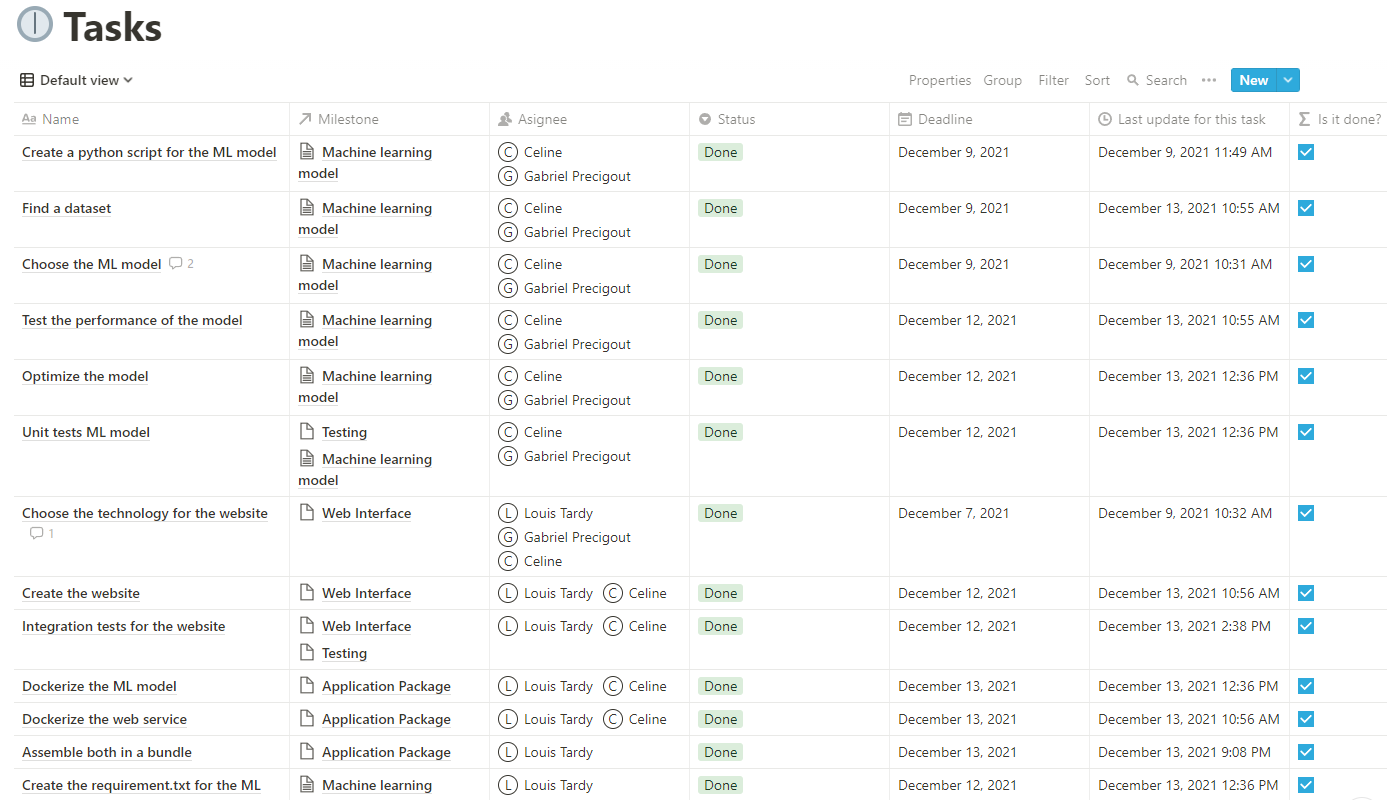 Tasks
Default view
Properties Group Filter Sort Search ••• New
Aa Name Milestone Asignee Status Deadline Last update for this task Σ Is it done?
Create a python script for the ML model Machine learning C Celine Done December 9, 2021 December 9, 2021 11:49 AM
model G Gabriel Precigout
Find a dataset Machine learning C Celine Done December 9, 2021 December 13, 2021 10:55 AM
model G Gabriel Precigout
Choose the ML model 2 Machine learning C Celine Done December 9, 2021 December 9, 2021 10:31 AM
model G Gabriel Precigout
Test the performance of the model Machine learning C Celine Done December 12, 2021 December 13, 2021 10:55 AM
model G Gabriel Precigout
Optimize the model Machine learning C Celine Done December 12, 2021 December 13, 2021 12:36 PM
model G Gabriel Precigout
Unit tests ML model Testing C Celine Done December 12, 2021 December 13, 2021 12:36 PM
Machine learning G Gabriel Precigout
model
Choose the technology for the website Web Interface L Louis Tardy Done December 7, 2021 December 9, 2021 10:32 AM
1 G Gabriel Precigout
C Celine
Create the website Web Interface L Louis Tardy C Celine Done December 12, 2021 December 13, 2021 10:56 AM
Integration tests for the website Web Interface L Louis Tardy C Celine Done December 12, 2021 December 13, 2021 2:38 PM
Testing
Dockerize the ML model Application Package L Louis Tardy C Celine Done December 13, 2021 December 13, 2021 12:36 PM
Dockerize the web service Application Package L Louis Tardy C Celine Done December 13, 2021 December 13, 2021 10:56 AM
Assemble both in a bundle Application Package L Louis Tardy Done December 13, 2021 December 13, 2021 9:08 PM
Create the requirement.txt for the ML Machine learning L Louis Tardy Done December 12, 2021 December 13, 2021 12:36 PM